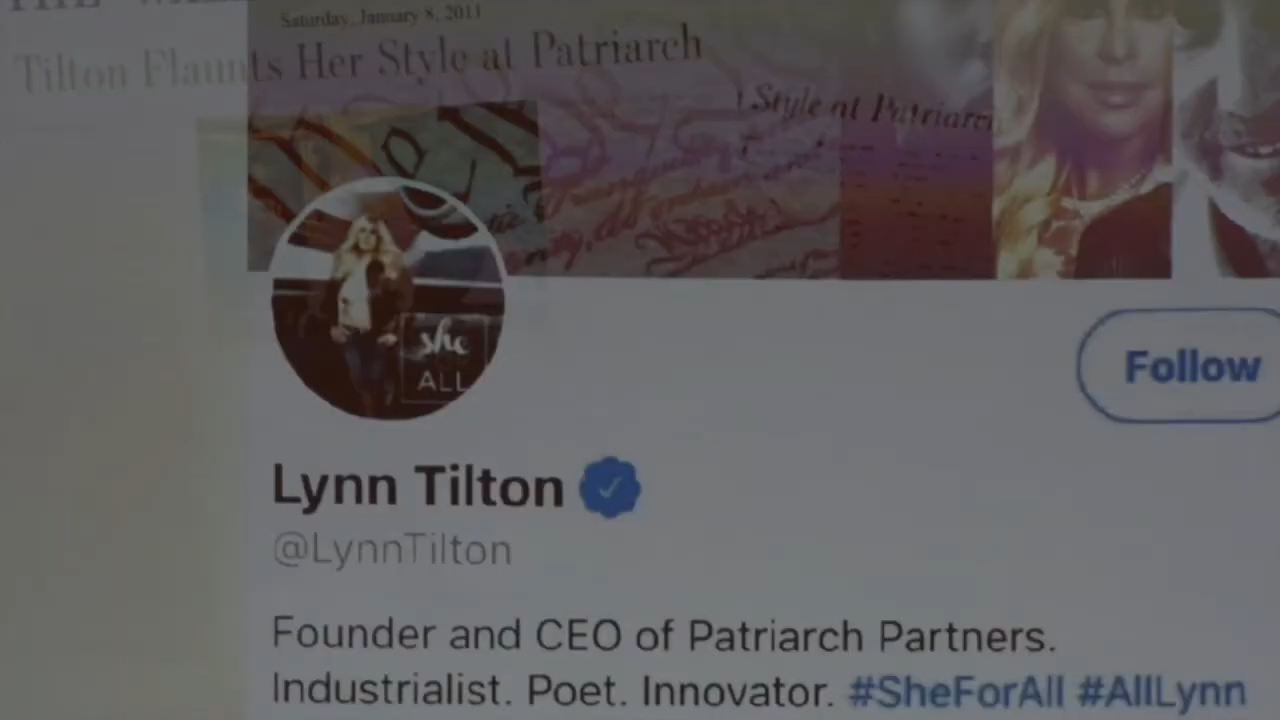 Saturday, January 8, 2011
Tilton Flaunts Her Style at Patriarch
Style at Patriarc
she
ALL
Follow
Lynn Tilton
@LynnTilton
Founder and CEO of Patriarch Partners.
Industrialist. Poet. Innovator. #SheForAll #AllLynn